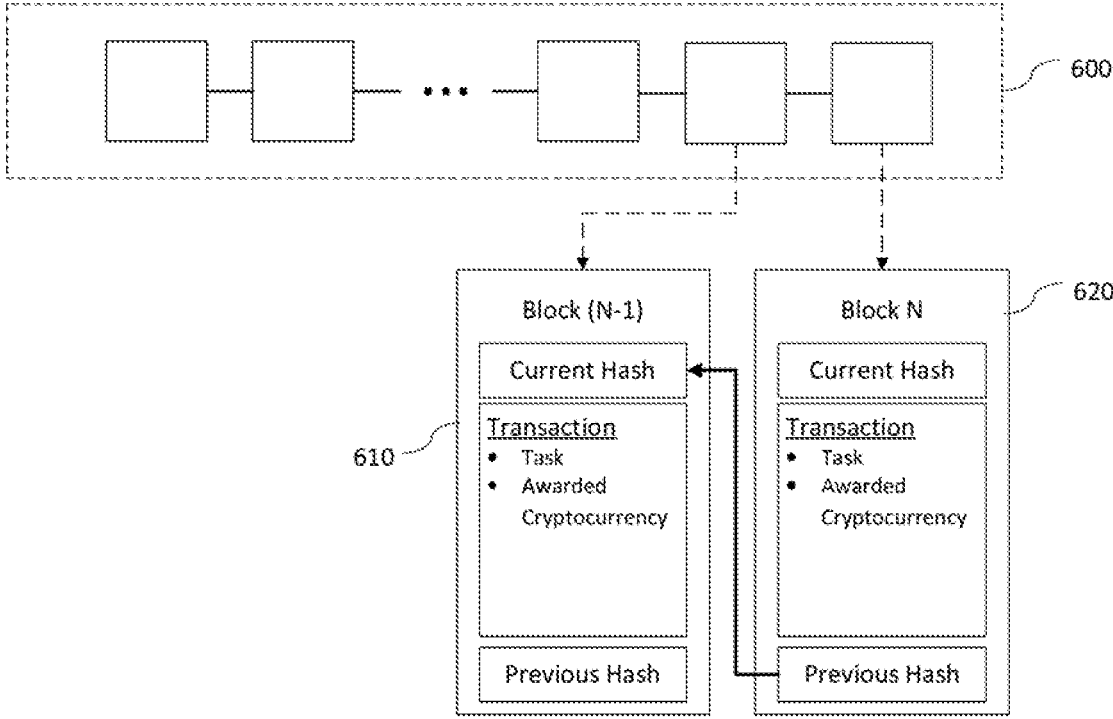 600
620
Block (N-1)
Current Hash
Transaction
• Task
• Awarded
Cryptocurrency
Previous Hash
610
Block N
Current Hash
Transaction
• Task
• Awarded
Cryptocurrency
Previous Hash